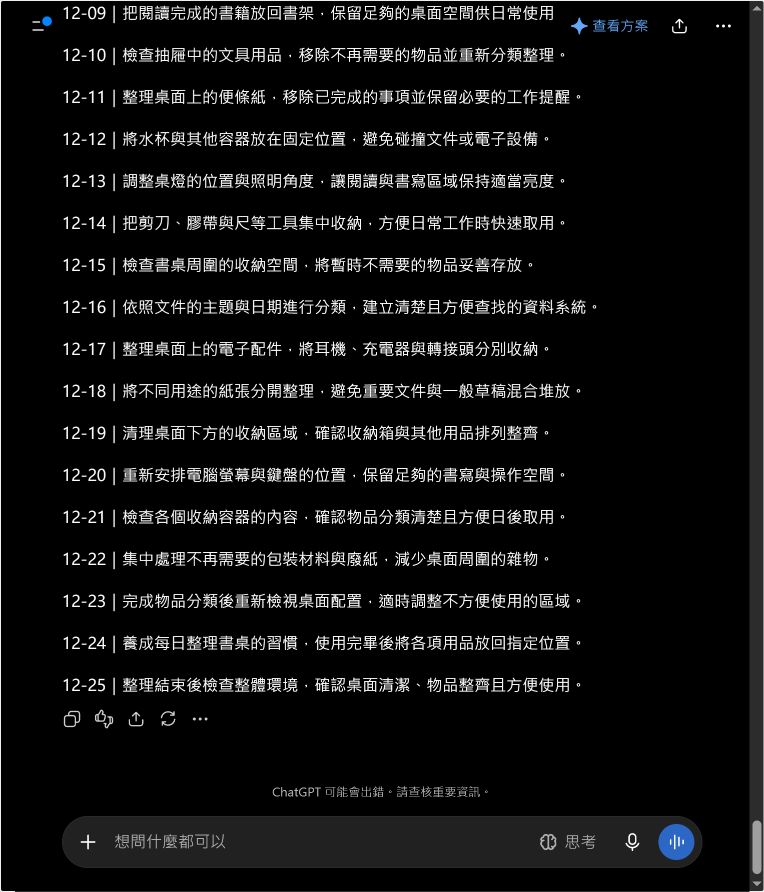 12-09｜把閱讀完成的書籍放回書架，保留足夠的桌面空間供日常使用
查看方案
12-10｜檢查抽屜中的文具用品，移除不再需要的物品並重新分類整理。
12-11｜整理桌面上的便條紙，移除已完成的事項並保留必要的工作提醒。
12-12｜將水杯與其他容器放在固定位置，避免碰撞文件或電子設備。
12-13｜調整桌燈的位置與照明角度，讓閱讀與書寫區域保持適當亮度。
12-14｜把剪刀、膠帶與尺等工具集中收納，方便日常工作時快速取用。
12-15｜檢查書桌周圍的收納空間，將暫時不需要的物品妥善存放。
12-16｜依照文件的主題與日期進行分類，建立清楚且方便查找的資料系統。
12-17｜整理桌面上的電子配件，將耳機、充電器與轉接頭分別收納。
12-18｜將不同用途的紙張分開整理，避免重要文件與一般草稿混合堆放。
12-19｜清理桌面下方的收納區域，確認收納箱與其他用品排列整齊。
12-20｜重新安排電腦螢幕與鍵盤的位置，保留足夠的書寫與操作空間。
12-21｜檢查各個收納容器的內容，確認物品分類清楚且方便日後取用。
12-22｜集中處理不再需要的包裝材料與廢紙，減少桌面周圍的雜物。
12-23｜完成物品分類後重新檢視桌面配置，適時調整不方便使用的區域。
12-24｜養成每日整理書桌的習慣，使用完畢後將各項用品放回指定位置。
12-25｜整理結束後檢查整體環境，確認桌面清潔、物品整齊且方便使用。
ChatGPT 可能會出錯。請查核重要資訊。
想問什麼都可以
思考